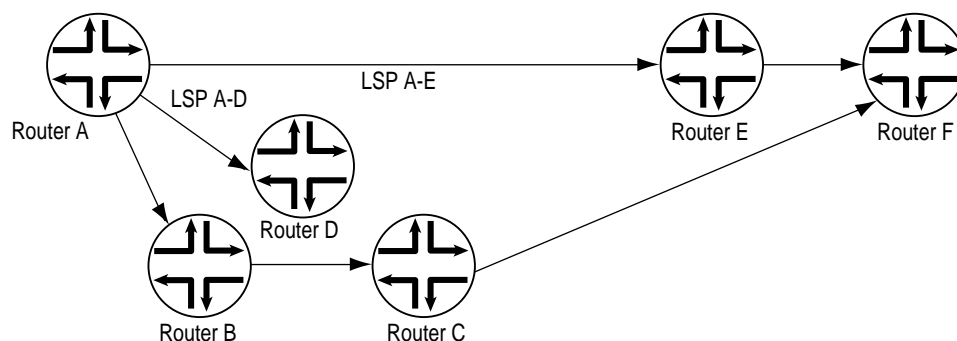 LSP A-E
LSP A-D
Router A
Router E
Router F
Router D
Router B
Router C